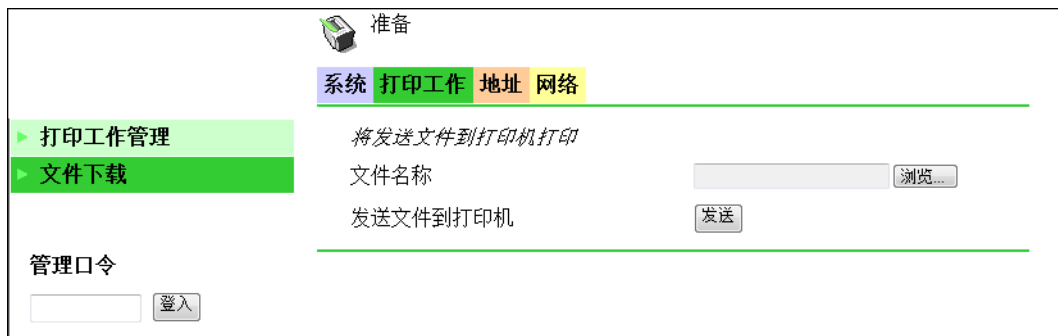 准备
系统 打印工作 地址 网络
打印工作管理
文件下载
将发送文件到打印机打印
文件名称 浏览...
发送文件到打印机 发送
管理口令
登入